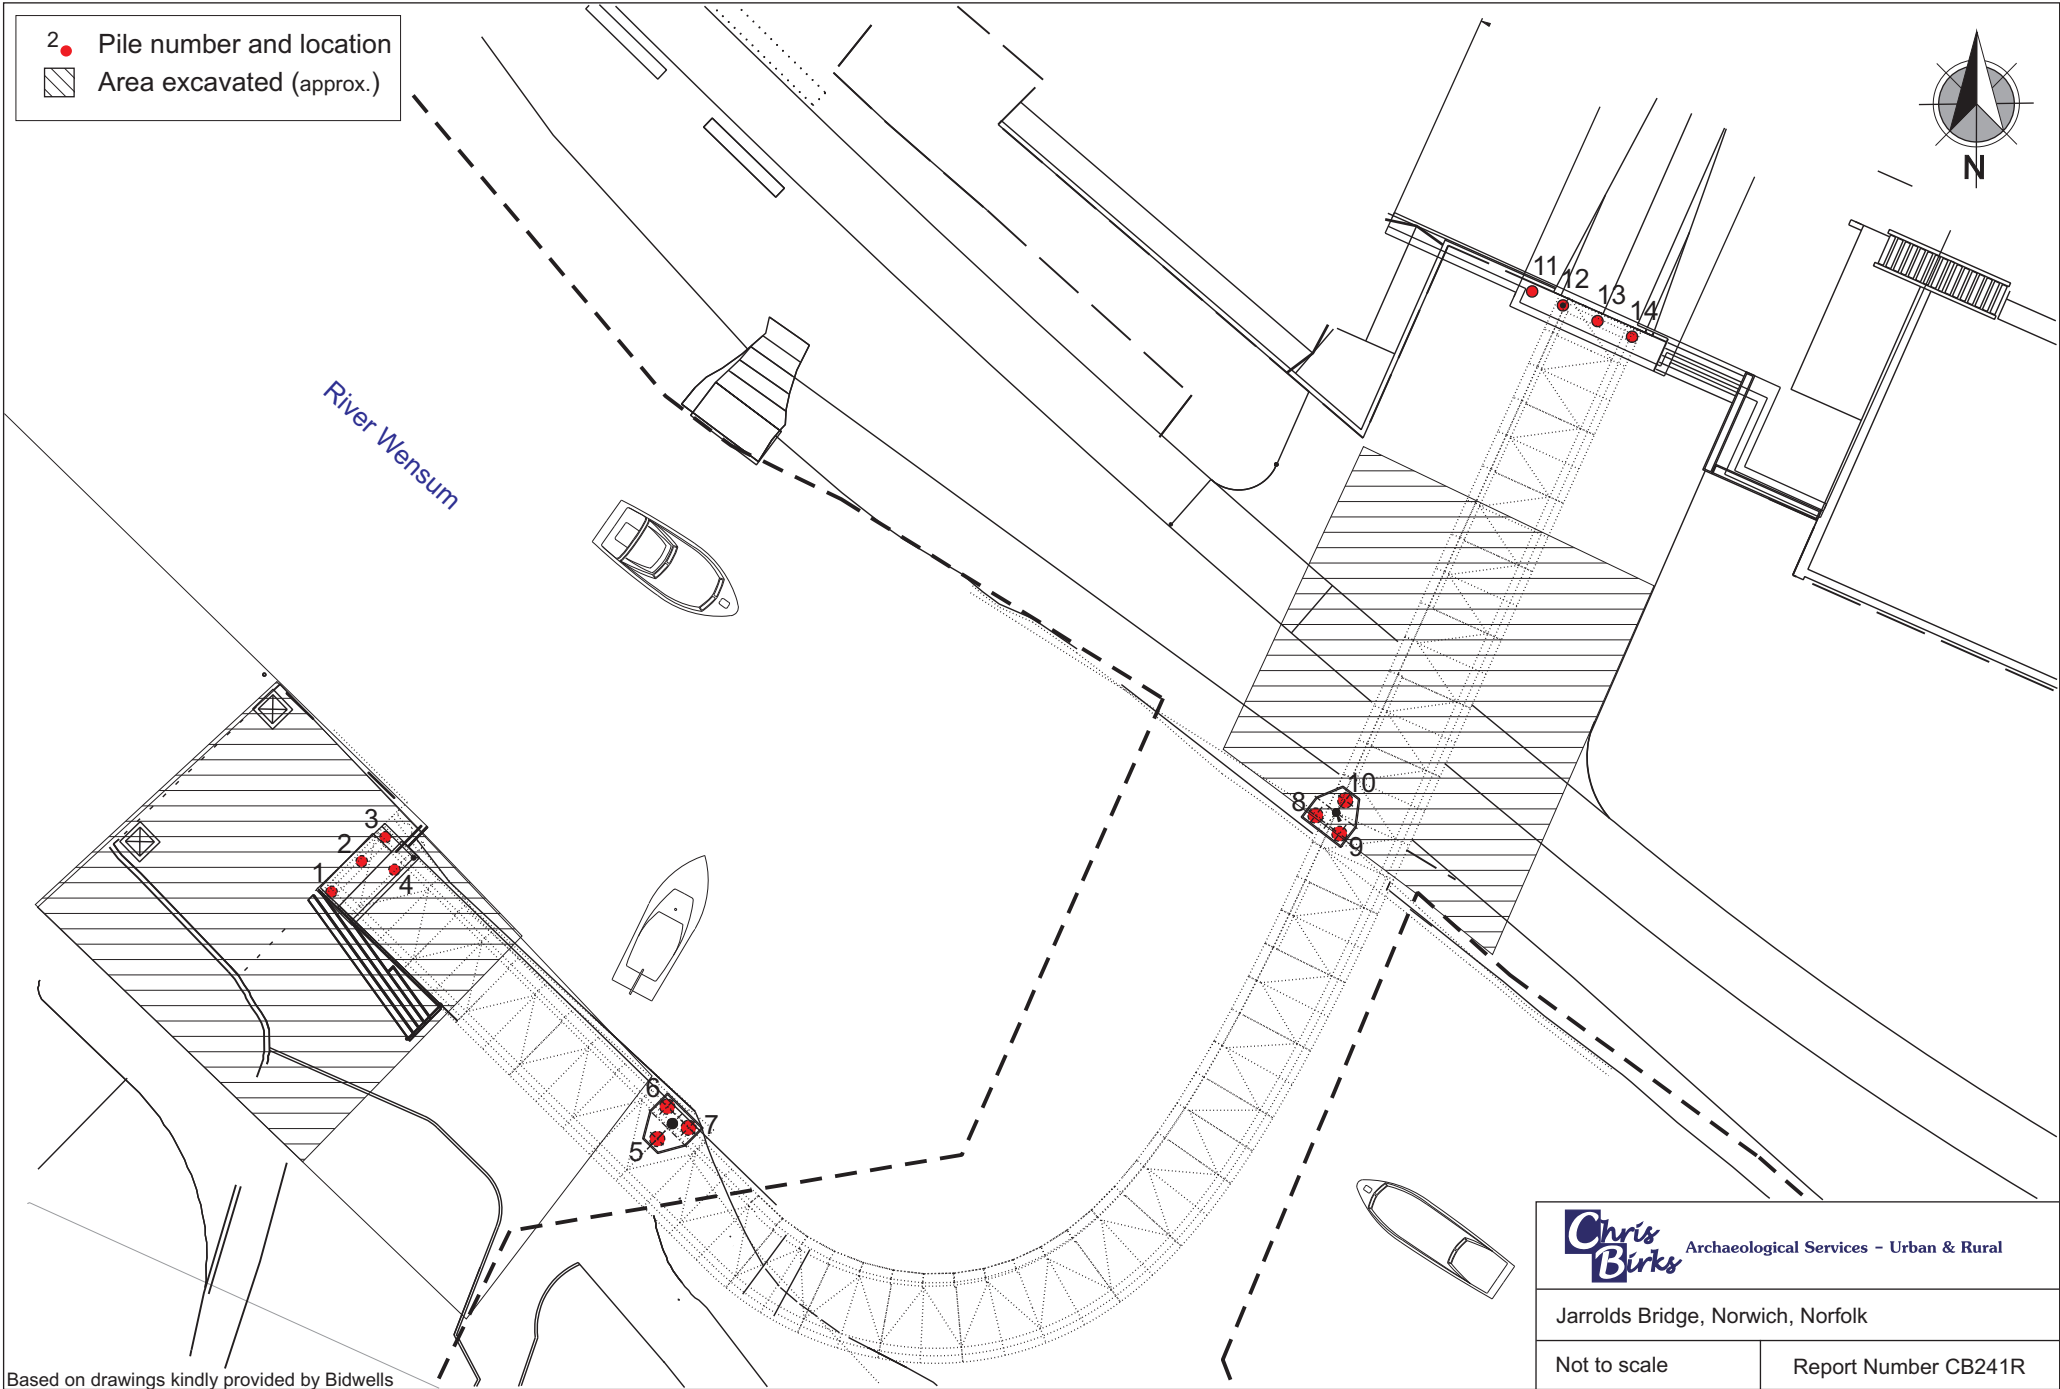 2 Pile number and location
Area excavated (approx.)
N
River Wensum
11
12
13
14
10
8
9
3
2
1
4
6
7
5
Chris Birks Archaeological Services - Urban & Rural
Jarrolds Bridge, Norwich, Norfolk
Not to scale
Report Number CB241R
Based on drawings kindly provided by Bidwells